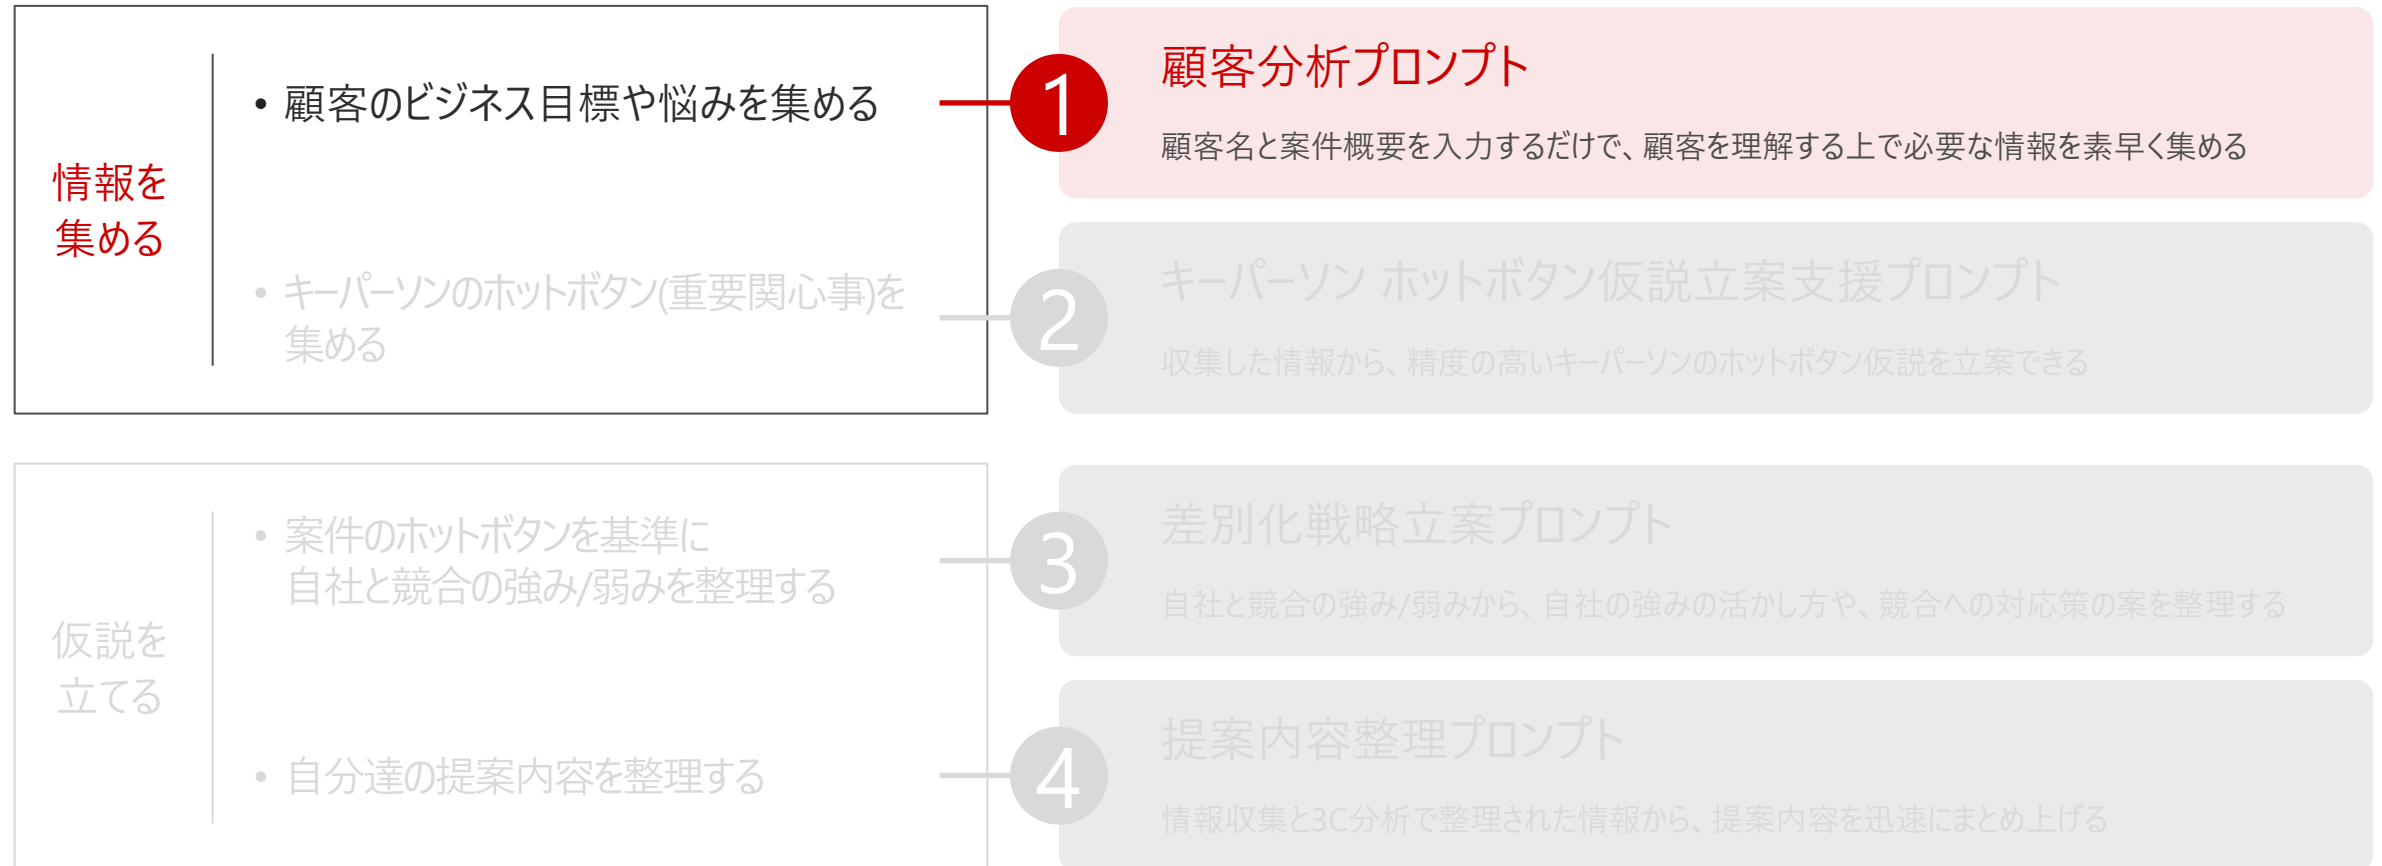 情報を
集める
• 顧客のビジネス目標や悩みを集める
1
顧客分析プロンプト
顧客名と案件概要を入力するだけで、顧客を理解する上で必要な情報を素早く集める
• キーパーソンのホットボタン(重要関心事)を
集める
2
キーパーソン ホットボタン仮説立案支援プロンプト
収集した情報から、精度の高いキーパーソンのホットボタン仮説を立案できる
仮説を
立てる
• 案件のホットボタンを基準に
自社と競合の強み/弱みを整理する
3
差別化戦略立案プロンプト
自社と競合の強み/弱みから、自社の強みの活かし方や、競合への対応策の案を整理する
• 自分達の提案内容を整理する
4
提案内容整理プロンプト
情報収集と3C分析で整理された情報から、提案内容を迅速にまとめ上げる